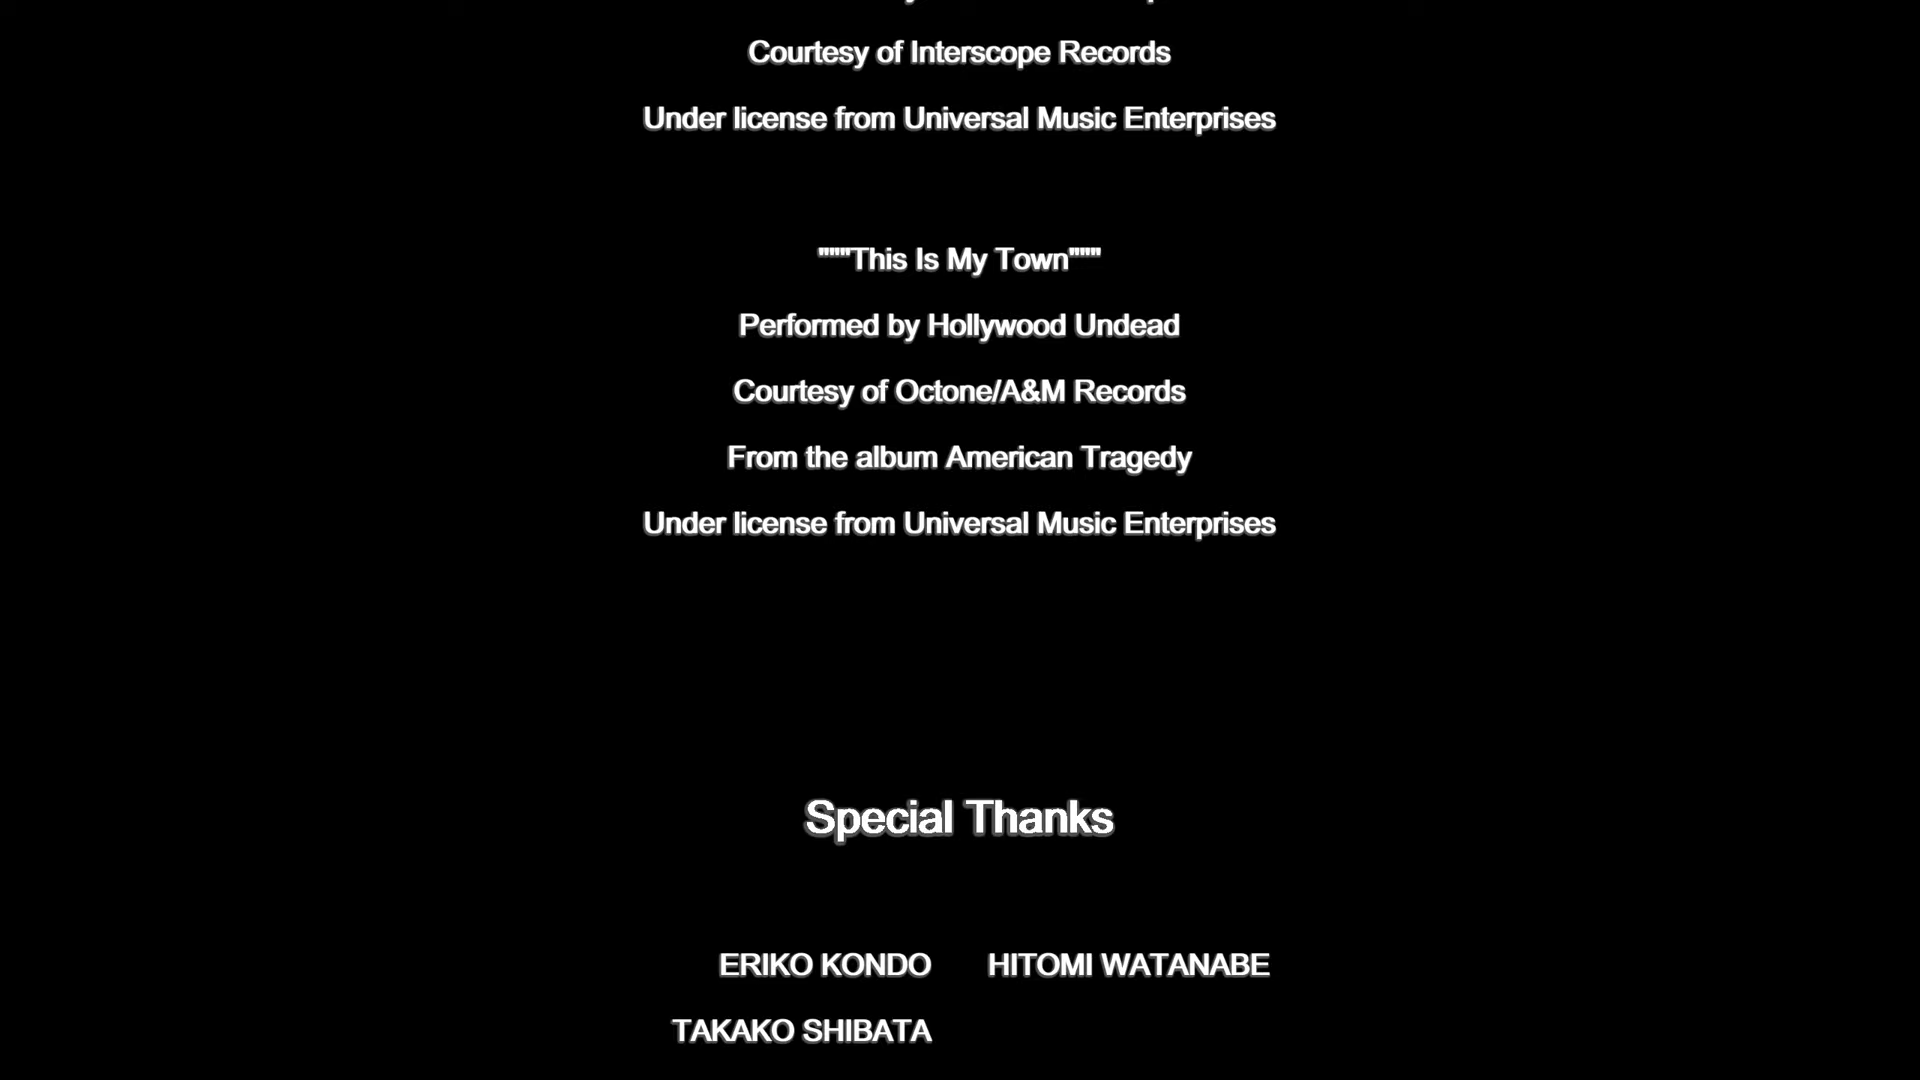 Courtesy of Interscope Records
Under license from Universal Music Enterprises
"""This Is My Town"""
Performed by Hollywood Undead
Courtesy of Octone/A&M Records
From the album American Tragedy
Under license from Universal Music Enterprises
Special Thanks
ERIKO KONDO HITOMI WATANABE
TAKAKO SHIBATA